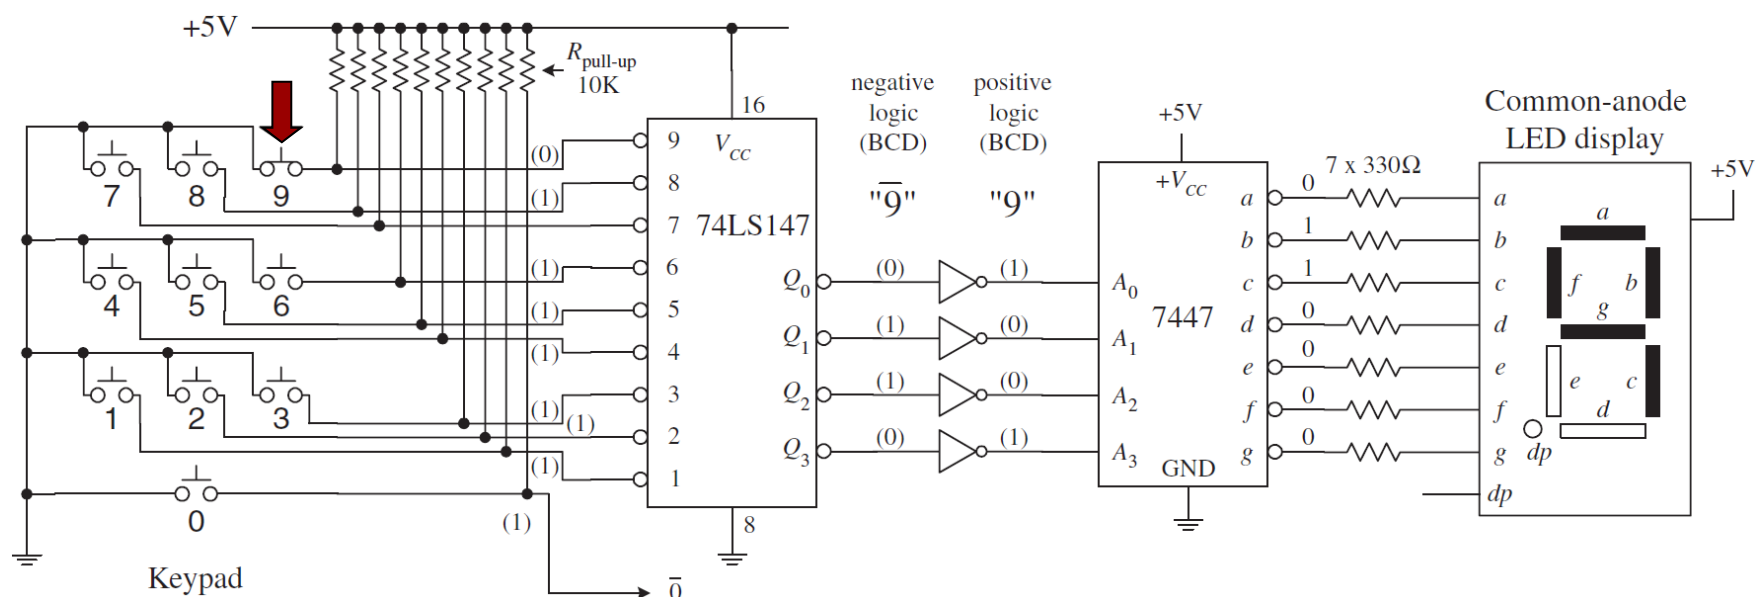 +5V
R pull-up
10K
16
negative
logic
(BCD)
positive
logic
(BCD)
"9̅"
"9"
+5V
7 x 330Ω
Common-anode
LED display
+5V
7
8
9
4
5
6
1
2
3
0
Keypad
(0)
(1)
(1)
(1)
(1)
(1)
(1)
(1)
(1)
0̅
9
8
7
6
5
4
3
2
1
VCC
74LS147
Q0
Q1
Q2
Q3
8
(0)
(1)
(1)
(0)
(1)
(0)
(0)
(1)
+VCC
7447
A0
A1
A2
A3
GND
a
b
c
d
e
f
g
0
1
1
0
0
0
0
a
b
c
d
e
f
g
dp
a
f
b
g
e
c
d
dp